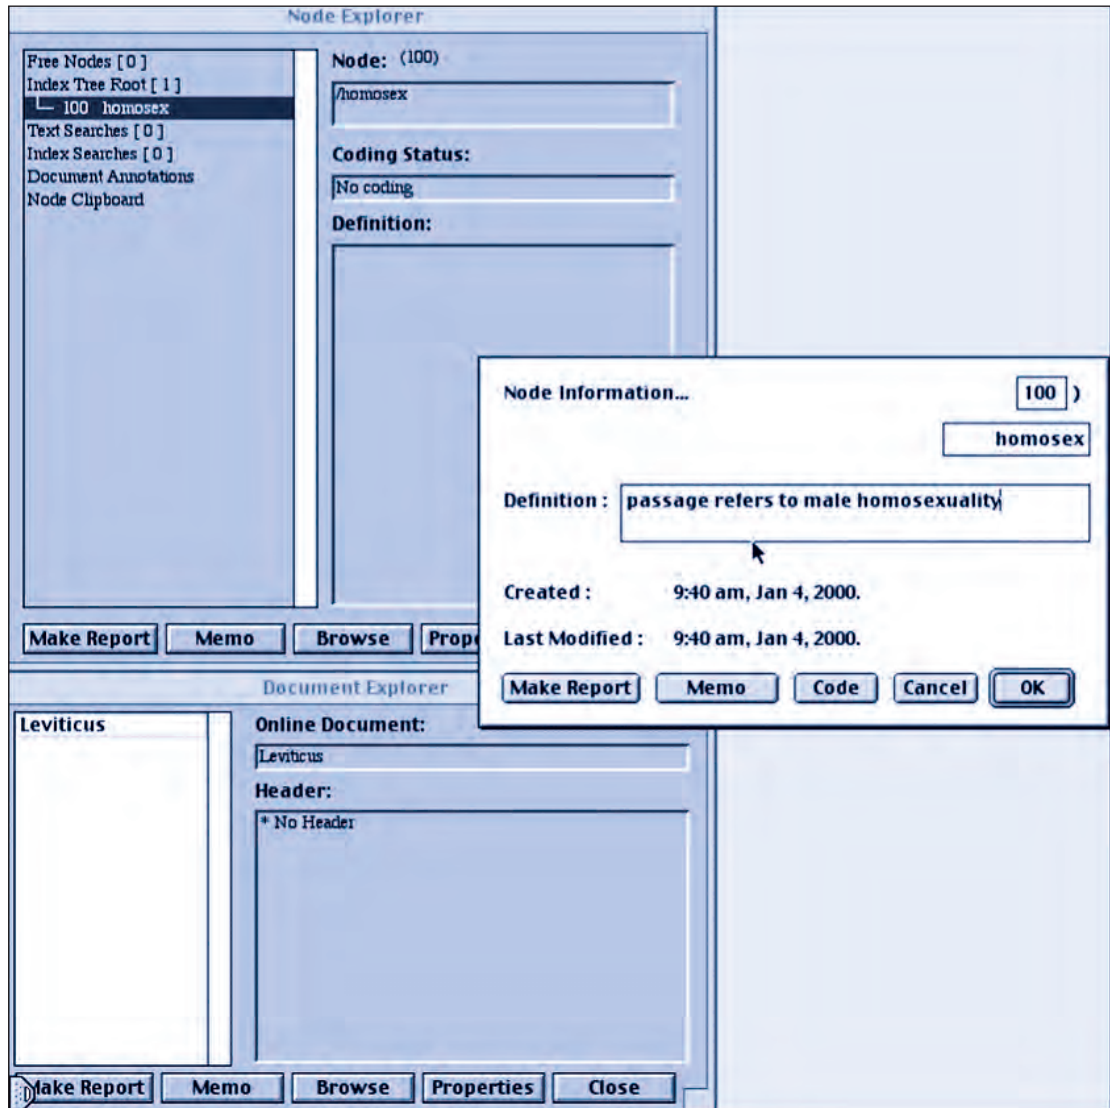 Node Explorer
Free Nodes [ 0 ]
Index Tree Root [ 1 ]
100 homosex
Text Searches [ 0 ]
Index Searches [ 0 ]
Document Annotations
Node Clipboard
Node: (100)
/homosex
Coding Status:
No coding
Definition:
Make Report Memo Browse Prope
Node Information... 100 )
homosex
Definition : passage refers to male homosexuality
Created : 9:40 am, Jan 4, 2000.
Last Modified : 9:40 am, Jan 4, 2000.
Make Report Memo Code Cancel OK
Document Explorer
Leviticus
Online Document:
Leviticus
Header:
* No Header
Make Report Memo Browse Properties Close